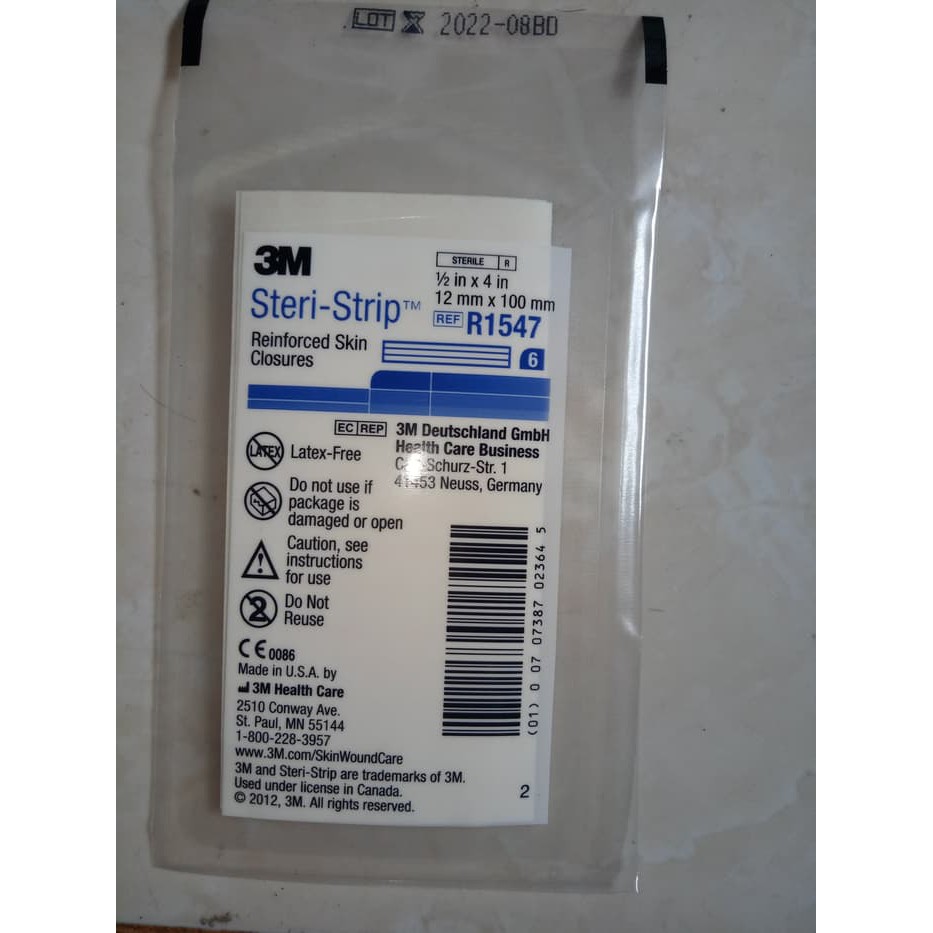 LOT 2022-08BD
3M
Steri-Strip™
Reinforced Skin
Closures
STERILE R
½ in x 4 in
12 mm x 100 mm
REF R1547
6
EC REP 3M Deutschland GmbH
Health Care Business
-Schurz-Str. 1
Neuss, Germany
LATEX Latex-Free
Do not use if
package is
damaged or open
Caution, see
instructions
for use
2 Do Not
Reuse
CE 0086
Made in U.S.A. by
3M Health Care
2510 Conway Ave.
St. Paul, MN 55144
1-800-228-3957
www.3M.com/SkinWoundCare
3M and Steri-Strip are trademarks of 3M.
Used under license in Canada.
© 2012, 3M. All rights reserved.
(01) 0 07 07387 02364 5
2